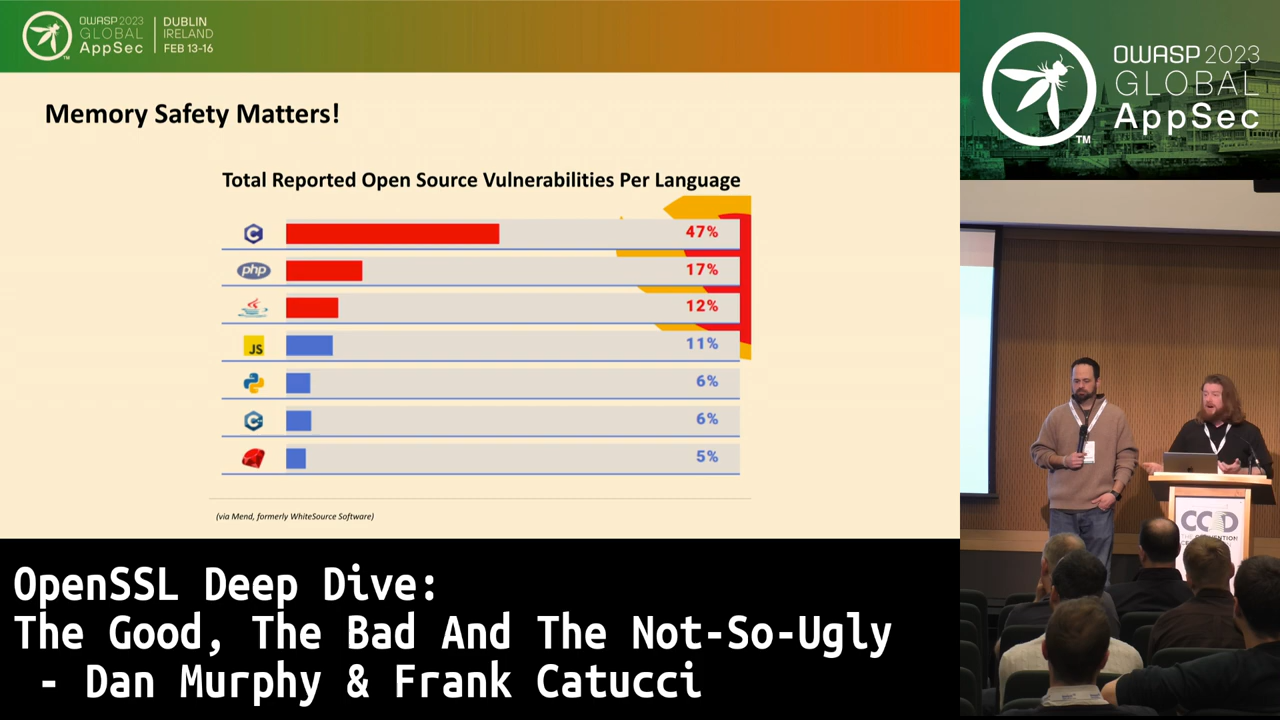 OWASP 2023
GLOBAL
AppSec
DUBLIN
IRELAND
FEB 13-16
TM
Memory Safety Matters!
Total Reported Open Source Vulnerabilities Per Language
C 47%
php 17%
12%
JS 11%
6%
C 6%
5%
(via Mend, formerly WhiteSource Software)
OWASP 2023
GLOBAL
AppSec
TM
OpenSSL Deep Dive:
The Good, The Bad And The Not-So-Ugly
- Dan Murphy & Frank Catucci